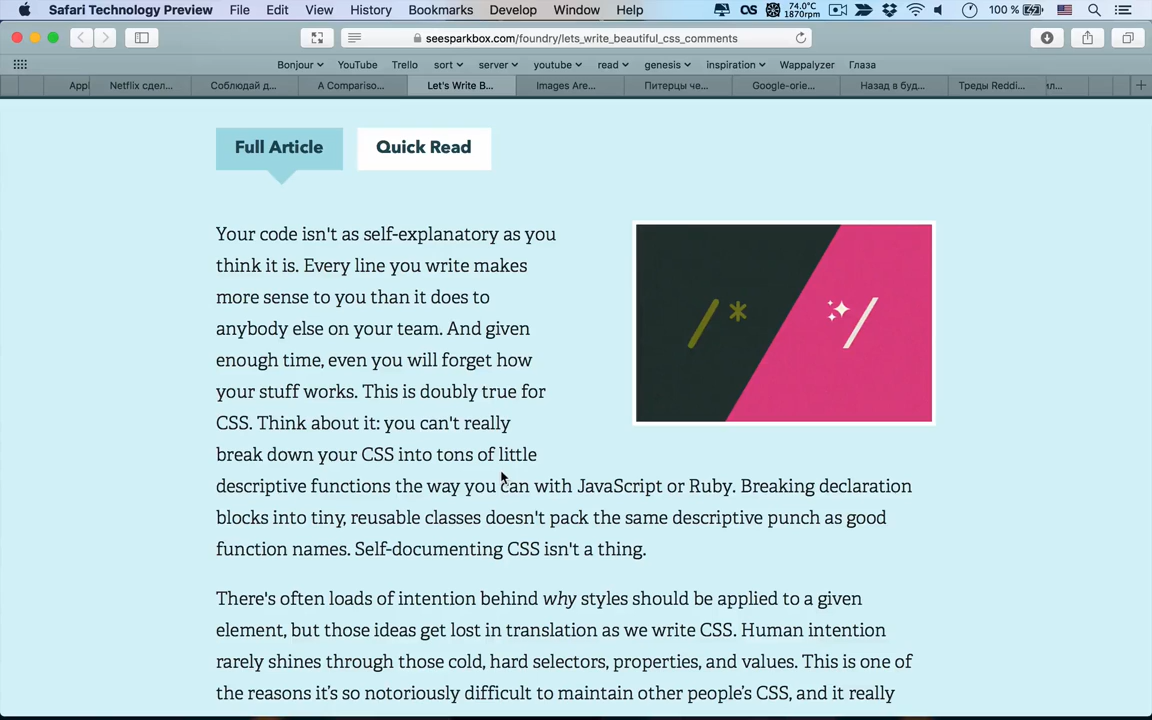 Safari Technology Preview File Edit View History Bookmarks Develop Window Help 74.0°C 1870rpm 100 %
seesparkbox.com/foundry/lets_write_beautiful_css_comments
Bonjour YouTube Trello sort server youtube read genesis inspiration Wappalyzer Глаза
Appl Netflix сдел... Соблюдай д... A Compariso... Let's Write B... Images Are... Питерцы че... Google-orie... Назад в буд... Треды Reddi...
Full Article Quick Read
Your code isn't as self-explanatory as you
think it is. Every line you write makes
more sense to you than it does to
anybody else on your team. And given
enough time, even you will forget how
your stuff works. This is doubly true for
CSS. Think about it: you can't really
break down your CSS into tons of little
descriptive functions the way you can with JavaScript or Ruby. Breaking declaration
blocks into tiny, reusable classes doesn't pack the same descriptive punch as good
function names. Self-documenting CSS isn't a thing.
There's often loads of intention behind why styles should be applied to a given
element, but those ideas get lost in translation as we write CSS. Human intention
rarely shines through those cold, hard selectors, properties, and values. This is one of
the reasons it's so notoriously difficult to maintain other people's CSS, and it really